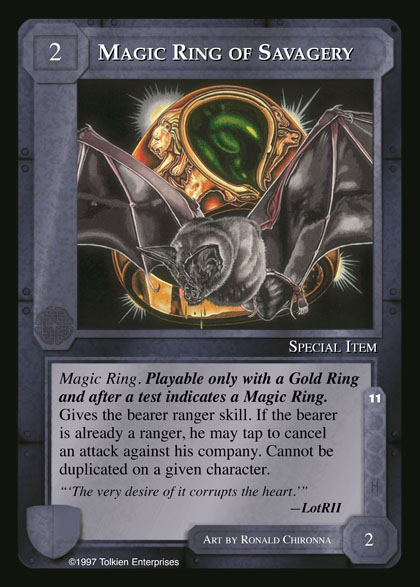 2
MAGIC RING OF SAVAGERY
SPECIAL ITEM
Magic Ring. Playable only with a Gold Ring
and after a test indicates a Magic Ring.
Gives the bearer ranger skill. If the bearer
is already a ranger, he may tap to cancel
an attack against his company. Cannot be
duplicated on a given character.
“‘The very desire of it corrupts the heart.’”
—LotRII
11
H
ART BY RONALD CHIRONNA
2
©1997 Tolkien Enterprises